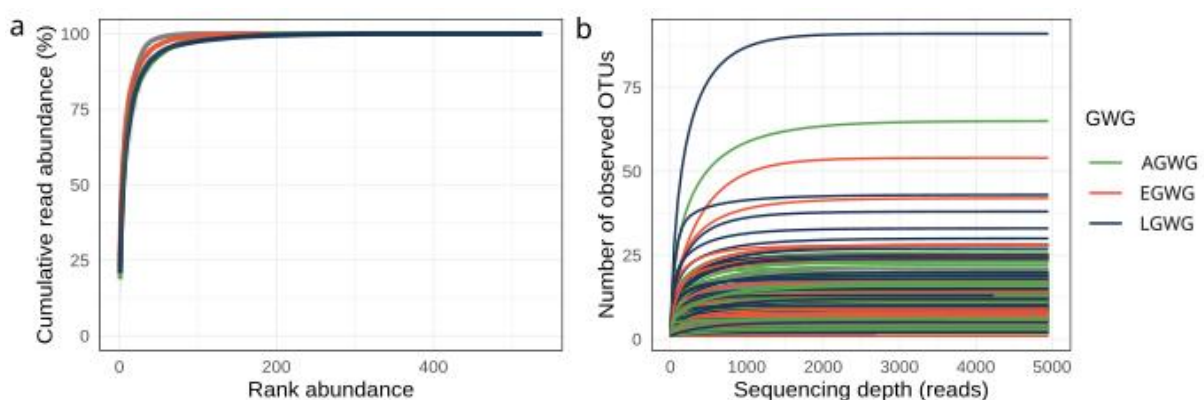 a
Cumulative read abundance (%)
100
75
50
25
0
0 200 400
Rank abundance
b
Number of observed OTUs
75
50
25
0
0 1000 2000 3000 4000 5000
Sequencing depth (reads)
GWG
AGWG
EGWG
LGWG